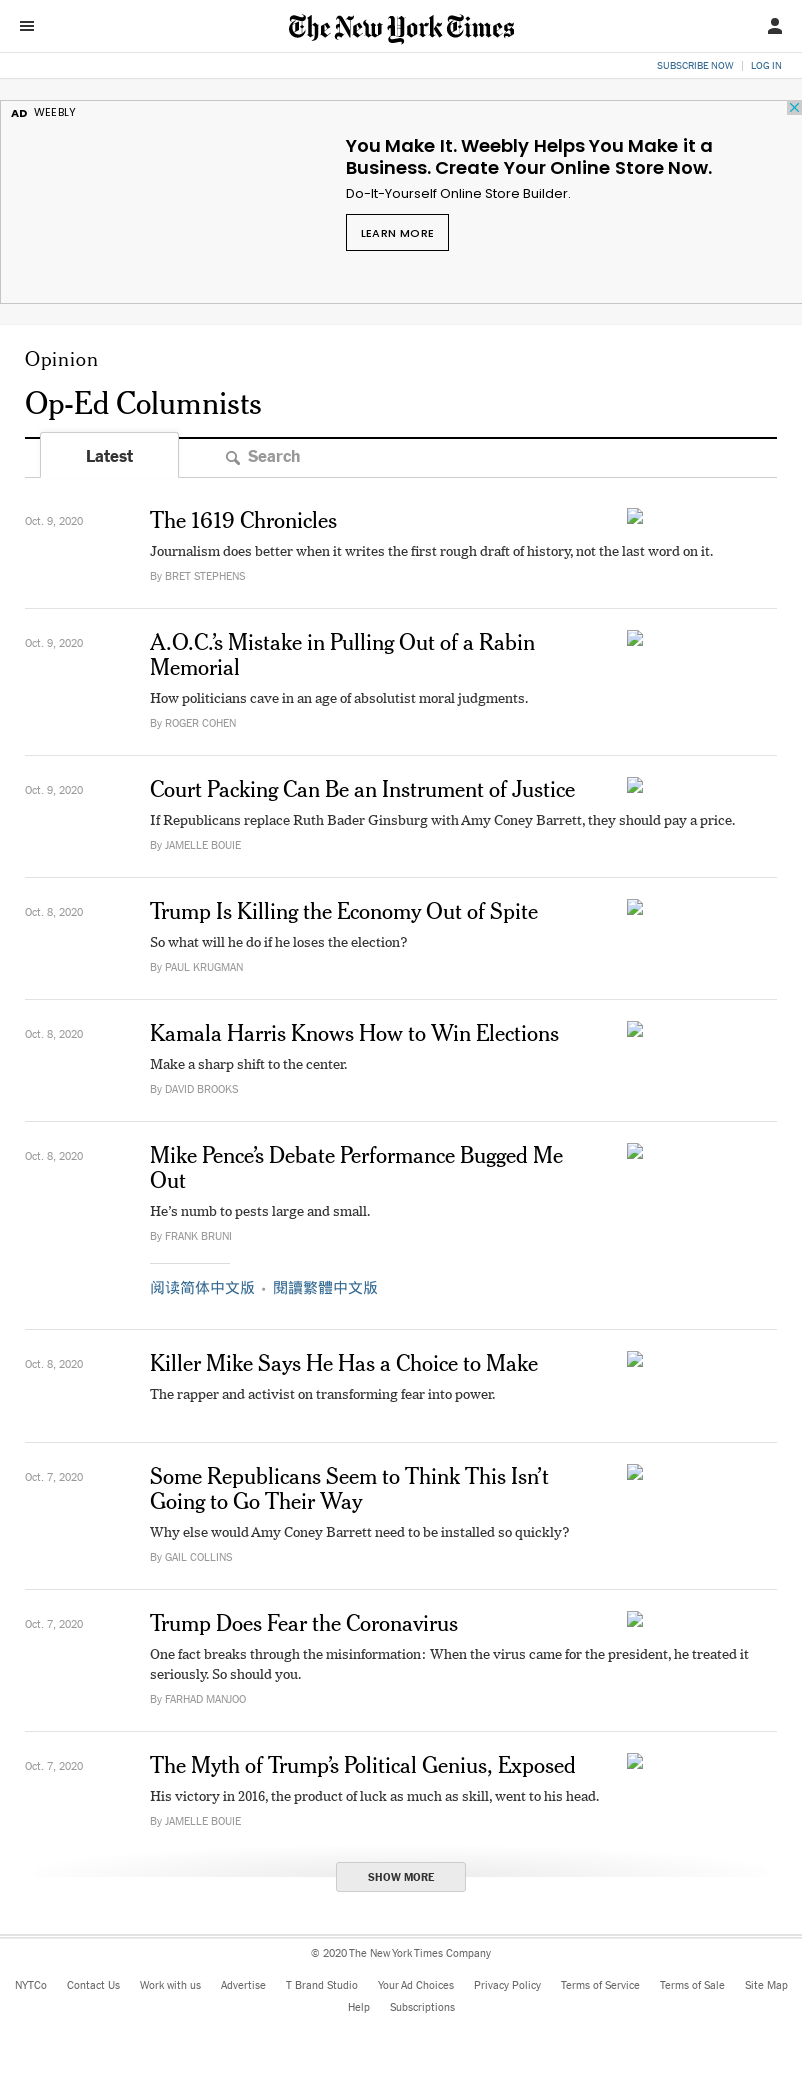 The New York Times
SUBSCRIBE NOW | LOG IN
AD WEEBLY
You Make It. Weebly Helps You Make it a
Business. Create Your Online Store Now.
Do-It-Yourself Online Store Builder.
LEARN MORE
Opinion
Op-Ed Columnists
Latest Search
Oct. 9, 2020
The 1619 Chronicles
Journalism does better when it writes the first rough draft of history, not the last word on it.
By BRET STEPHENS
Oct. 9, 2020
A.O.C.’s Mistake in Pulling Out of a Rabin
Memorial
How politicians cave in an age of absolutist moral judgments.
By ROGER COHEN
Oct. 9, 2020
Court Packing Can Be an Instrument of Justice
If Republicans replace Ruth Bader Ginsburg with Amy Coney Barrett, they should pay a price.
By JAMELLE BOUIE
Oct. 8, 2020
Trump Is Killing the Economy Out of Spite
So what will he do if he loses the election?
By PAUL KRUGMAN
Oct. 8, 2020
Kamala Harris Knows How to Win Elections
Make a sharp shift to the center.
By DAVID BROOKS
Oct. 8, 2020
Mike Pence’s Debate Performance Bugged Me
Out
He’s numb to pests large and small.
By FRANK BRUNI
阅读简体中文版 • 閱讀繁體中文版
Oct. 8, 2020
Killer Mike Says He Has a Choice to Make
The rapper and activist on transforming fear into power.
Oct. 7, 2020
Some Republicans Seem to Think This Isn’t
Going to Go Their Way
Why else would Amy Coney Barrett need to be installed so quickly?
By GAIL COLLINS
Oct. 7, 2020
Trump Does Fear the Coronavirus
One fact breaks through the misinformation: When the virus came for the president, he treated it
seriously. So should you.
By FARHAD MANJOO
Oct. 7, 2020
The Myth of Trump’s Political Genius, Exposed
His victory in 2016, the product of luck as much as skill, went to his head.
By JAMELLE BOUIE
SHOW MORE
© 2020 The New York Times Company
NYTCo Contact Us Work with us Advertise T Brand Studio Your Ad Choices Privacy Policy Terms of Service Terms of Sale Site Map
Help Subscriptions